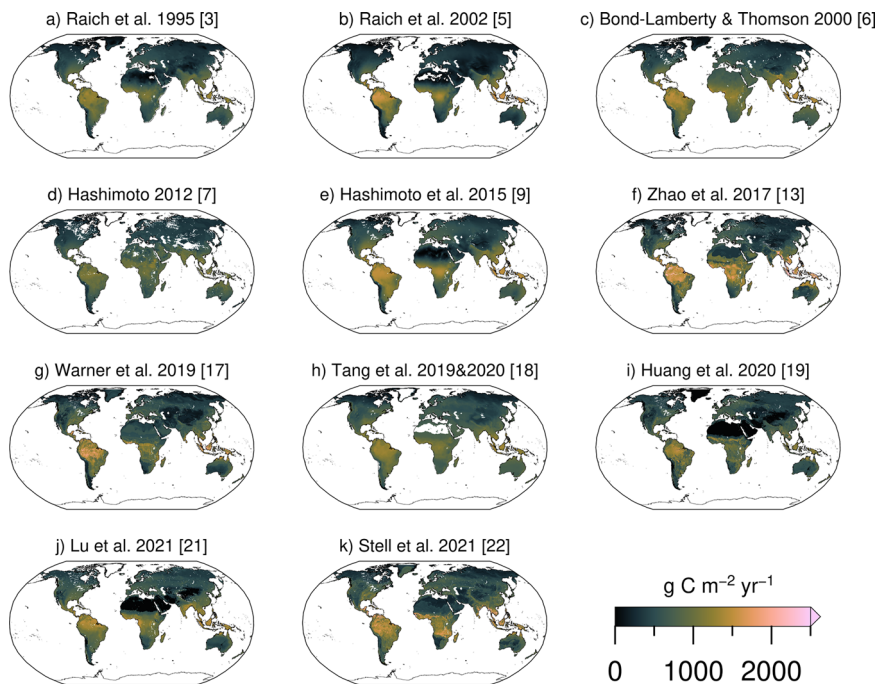 a) Raich et al. 1995 [3]
b) Raich et al. 2002 [5]
c) Bond-Lamberty & Thomson 2000 [6]
d) Hashimoto 2012 [7]
e) Hashimoto et al. 2015 [9]
f) Zhao et al. 2017 [13]
g) Warner et al. 2019 [17]
h) Tang et al. 2019&2020 [18]
i) Huang et al. 2020 [19]
j) Lu et al. 2021 [21]
k) Stell et al. 2021 [22]
g C m⁻² yr⁻¹
0 1000 2000